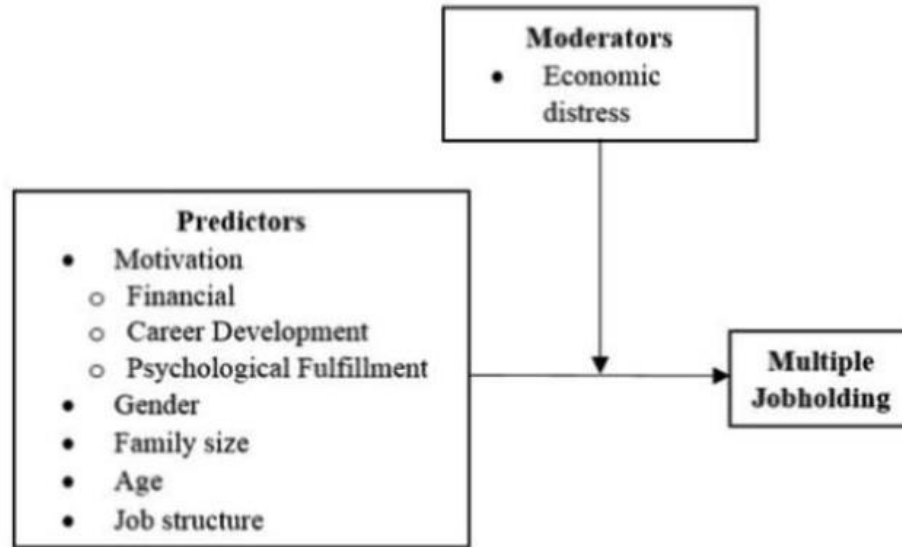 Moderators
• Economic
distress
Predictors
• Motivation
o Financial
o Career Development
o Psychological Fulfillment
• Gender
• Family size
• Age
• Job structure
Multiple
Jobholding